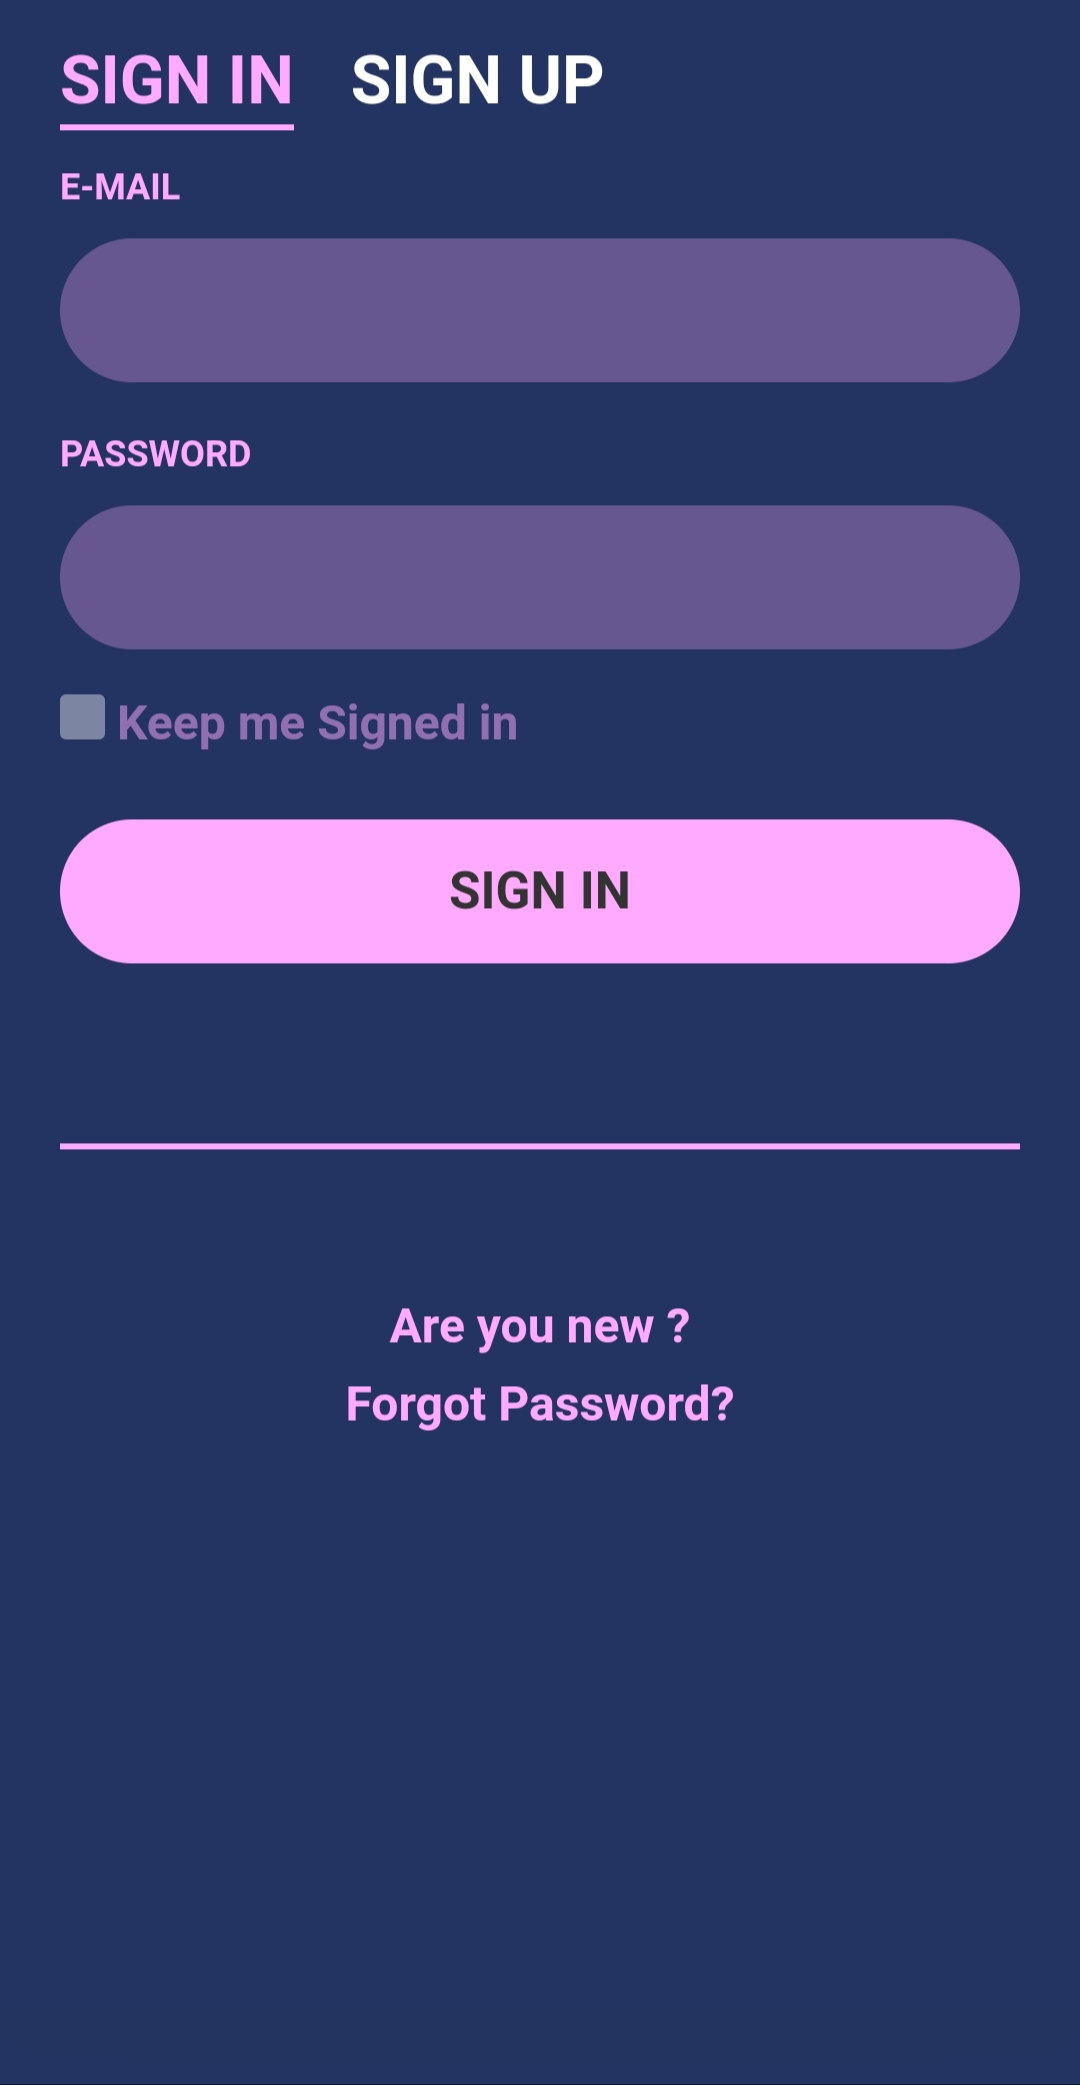 SIGN IN SIGN UP
E-MAIL
PASSWORD
Keep me Signed in
SIGN IN
Are you new ?
Forgot Password?